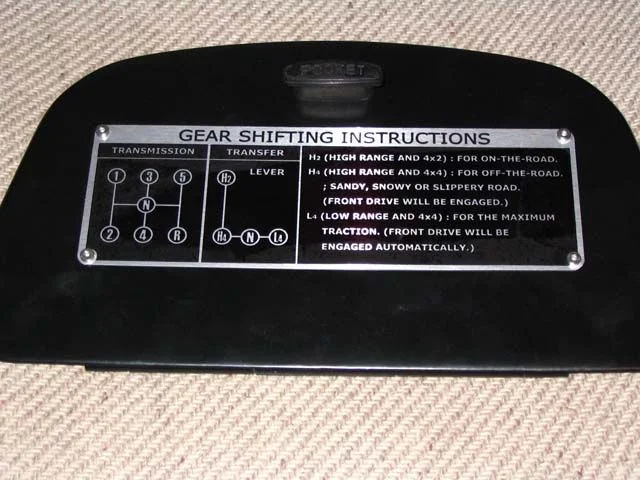 POCKET
GEAR SHIFTING INSTRUCTIONS
TRANSMISSION
1 3 5
N
2 4 R
TRANSFER
LEVER
H2
H4 N L4
H2 (HIGH RANGE AND 4x2) : FOR ON-THE-ROAD.
H4 (HIGH RANGE AND 4x4) : FOR OFF-THE-ROAD.
; SANDY, SNOWY OR SLIPPERY ROAD.
(FRONT DRIVE WILL BE ENGAGED.)
L4 (LOW RANGE AND 4x4) : FOR THE MAXIMUM
TRACTION. (FRONT DRIVE WILL BE
ENGAGED AUTOMATICALLY.)